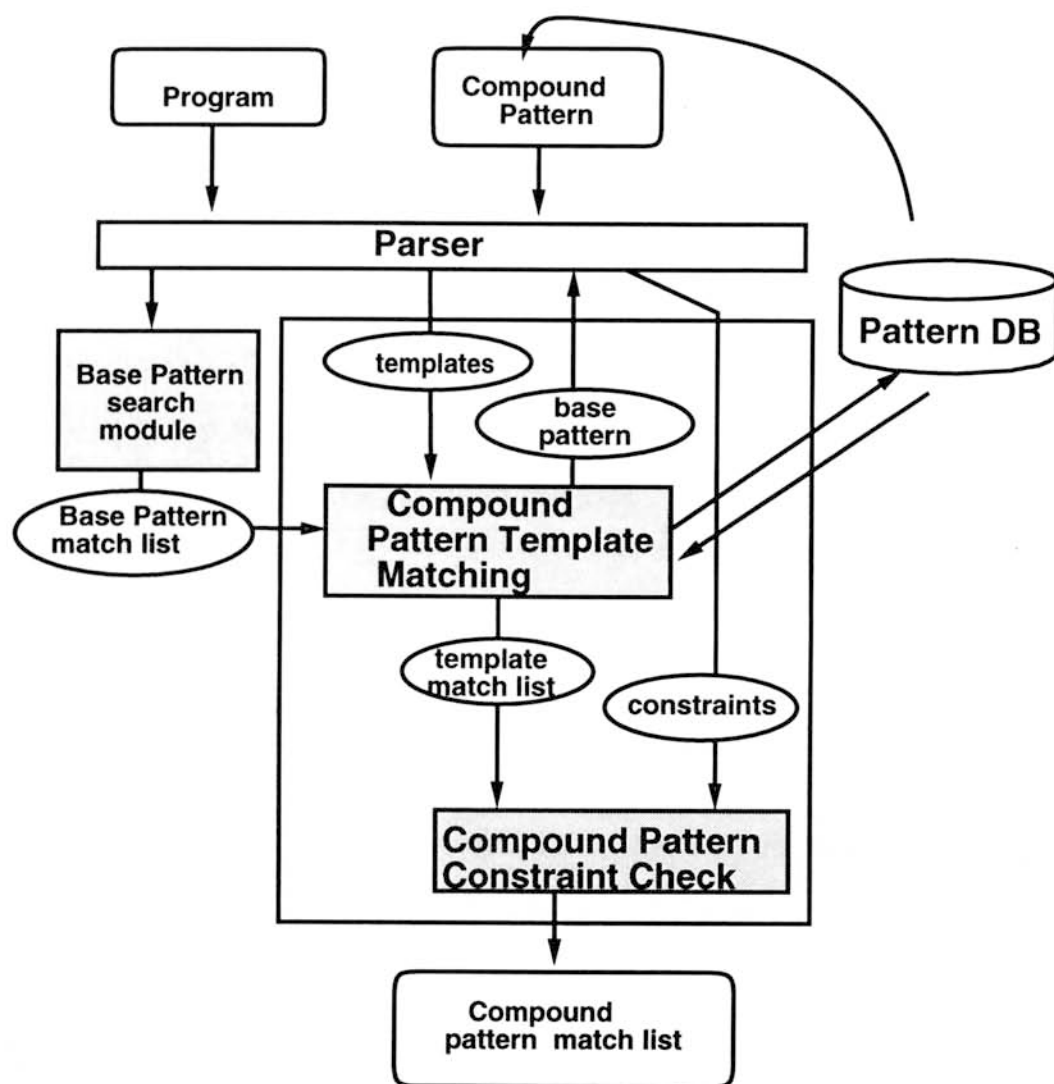 Program
Compound
Pattern
Parser
Pattern DB
templates
Base Pattern
search
module
base
pattern
Base Pattern
match list
Compound
Pattern Template
Matching
template
match list
constraints
Compound Pattern
Constraint Check
Compound
pattern match list